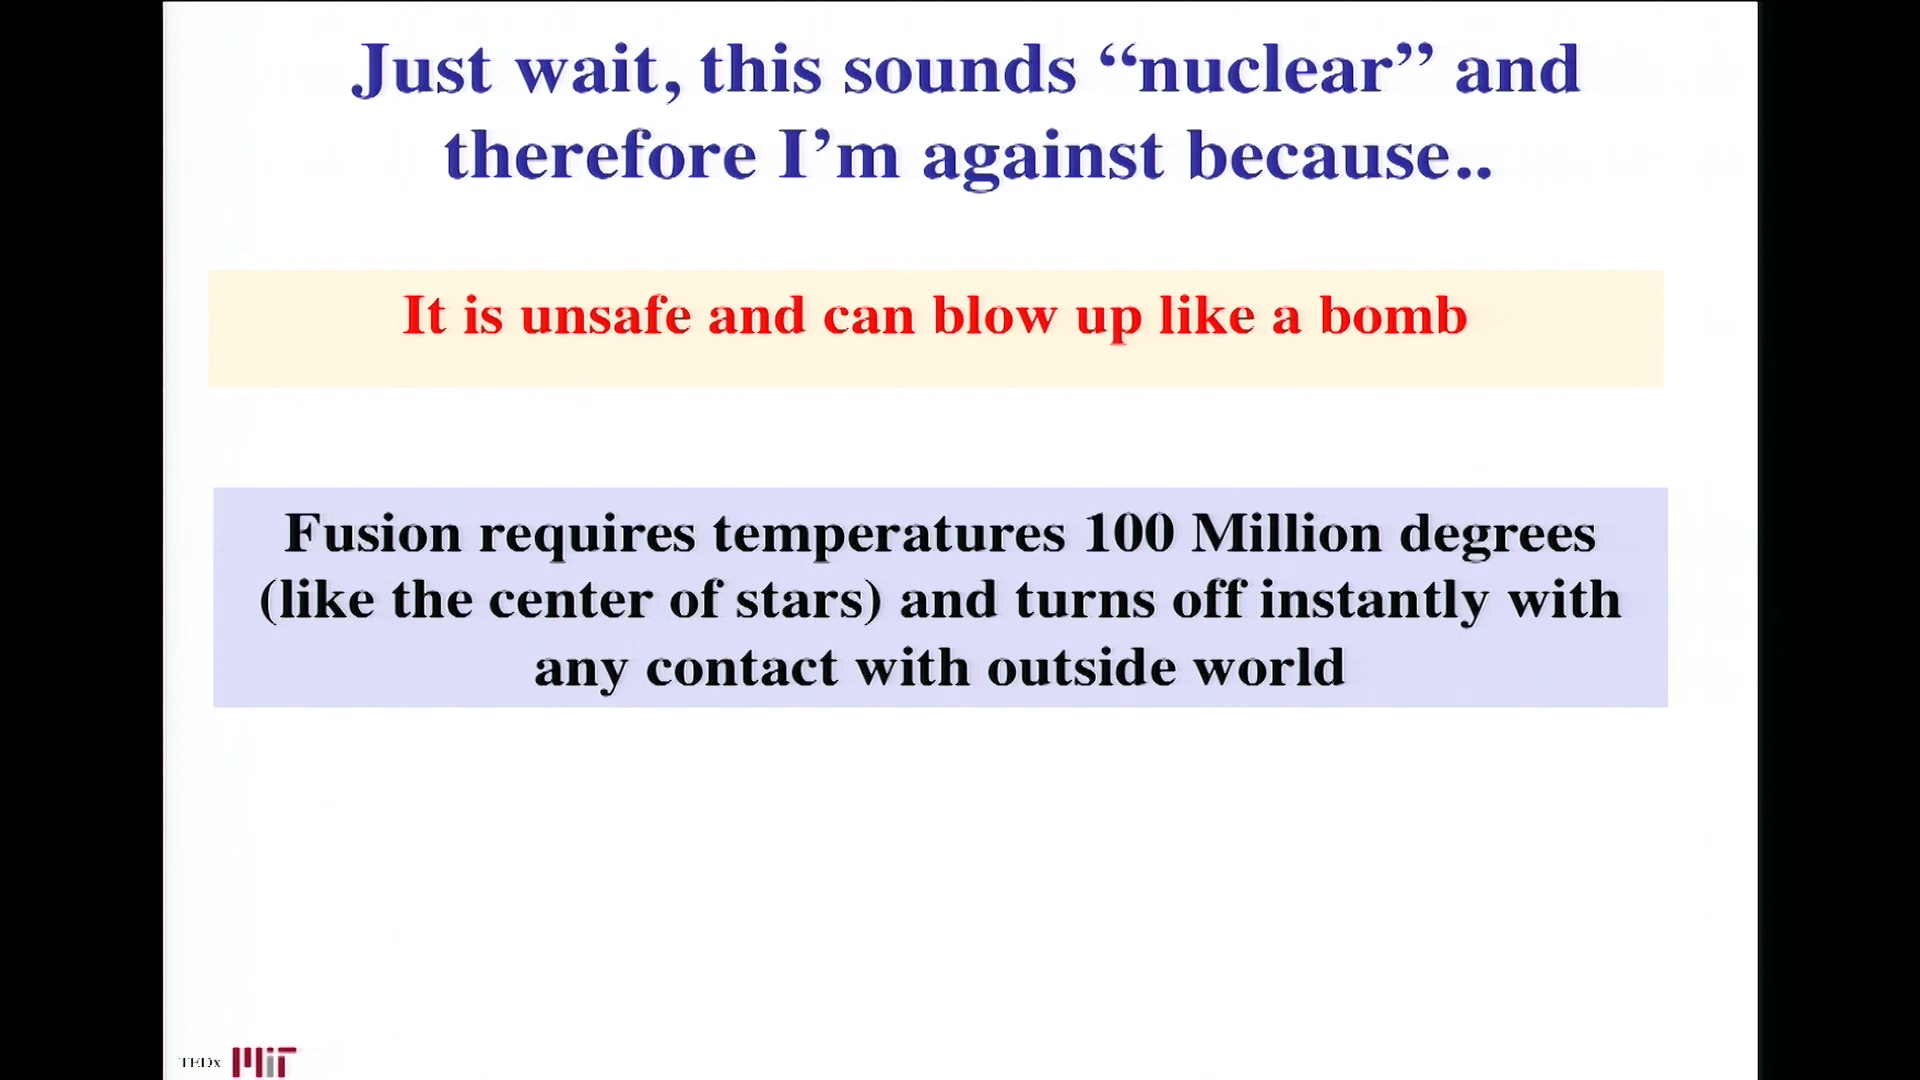 Just wait, this sounds “nuclear” and
therefore I’m against because..
It is unsafe and can blow up like a bomb
Fusion requires temperatures 100 Million degrees
(like the center of stars) and turns off instantly with
any contact with outside world
TEDx MIT